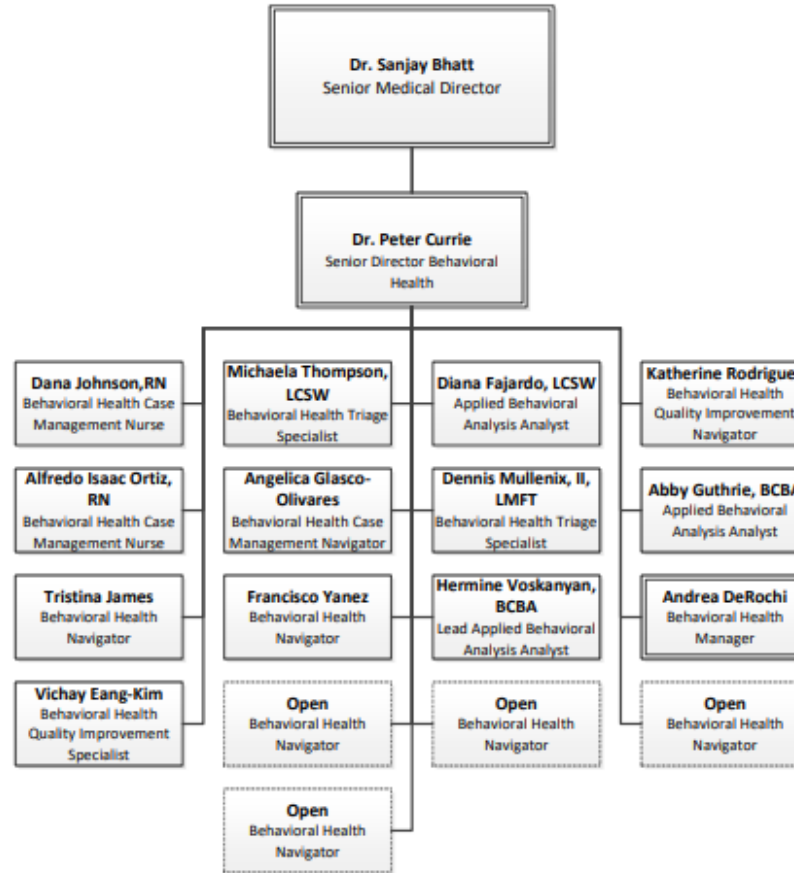 Dr. Sanjay Bhatt
Senior Medical Director
Dr. Peter Currie
Senior Director Behavioral
Health
Dana Johnson,RN
Behavioral Health Case
Management Nurse
Michaela Thompson,
LCSW
Behavioral Health Triage
Specialist
Diana Fajardo, LCSW
Applied Behavioral
Analysis Analyst
Katherine Rodrigue
Behavioral Health
Quality Improvement
Navigator
Alfredo Isaac Ortiz,
RN
Behavioral Health Case
Management Nurse
Angelica Glasco-
Olivares
Behavioral Health Case
Management Navigator
Dennis Mullenix, II,
LMFT
Behavioral Health Triage
Specialist
Abby Guthrie, BCBA
Applied Behavioral
Analysis Analyst
Tristina James
Behavioral Health
Navigator
Francisco Yanez
Behavioral Health
Navigator
Hermine Voskanyan,
BCBA
Lead Applied Behavioral
Analysis Analyst
Andrea DeRochi
Behavioral Health
Manager
Vichay Eang-Kim
Behavioral Health
Quality Improvement
Specialist
Open
Behavioral Health
Navigator
Open
Behavioral Health
Navigator
Open
Behavioral Health
Navigator
Open
Behavioral Health
Navigator